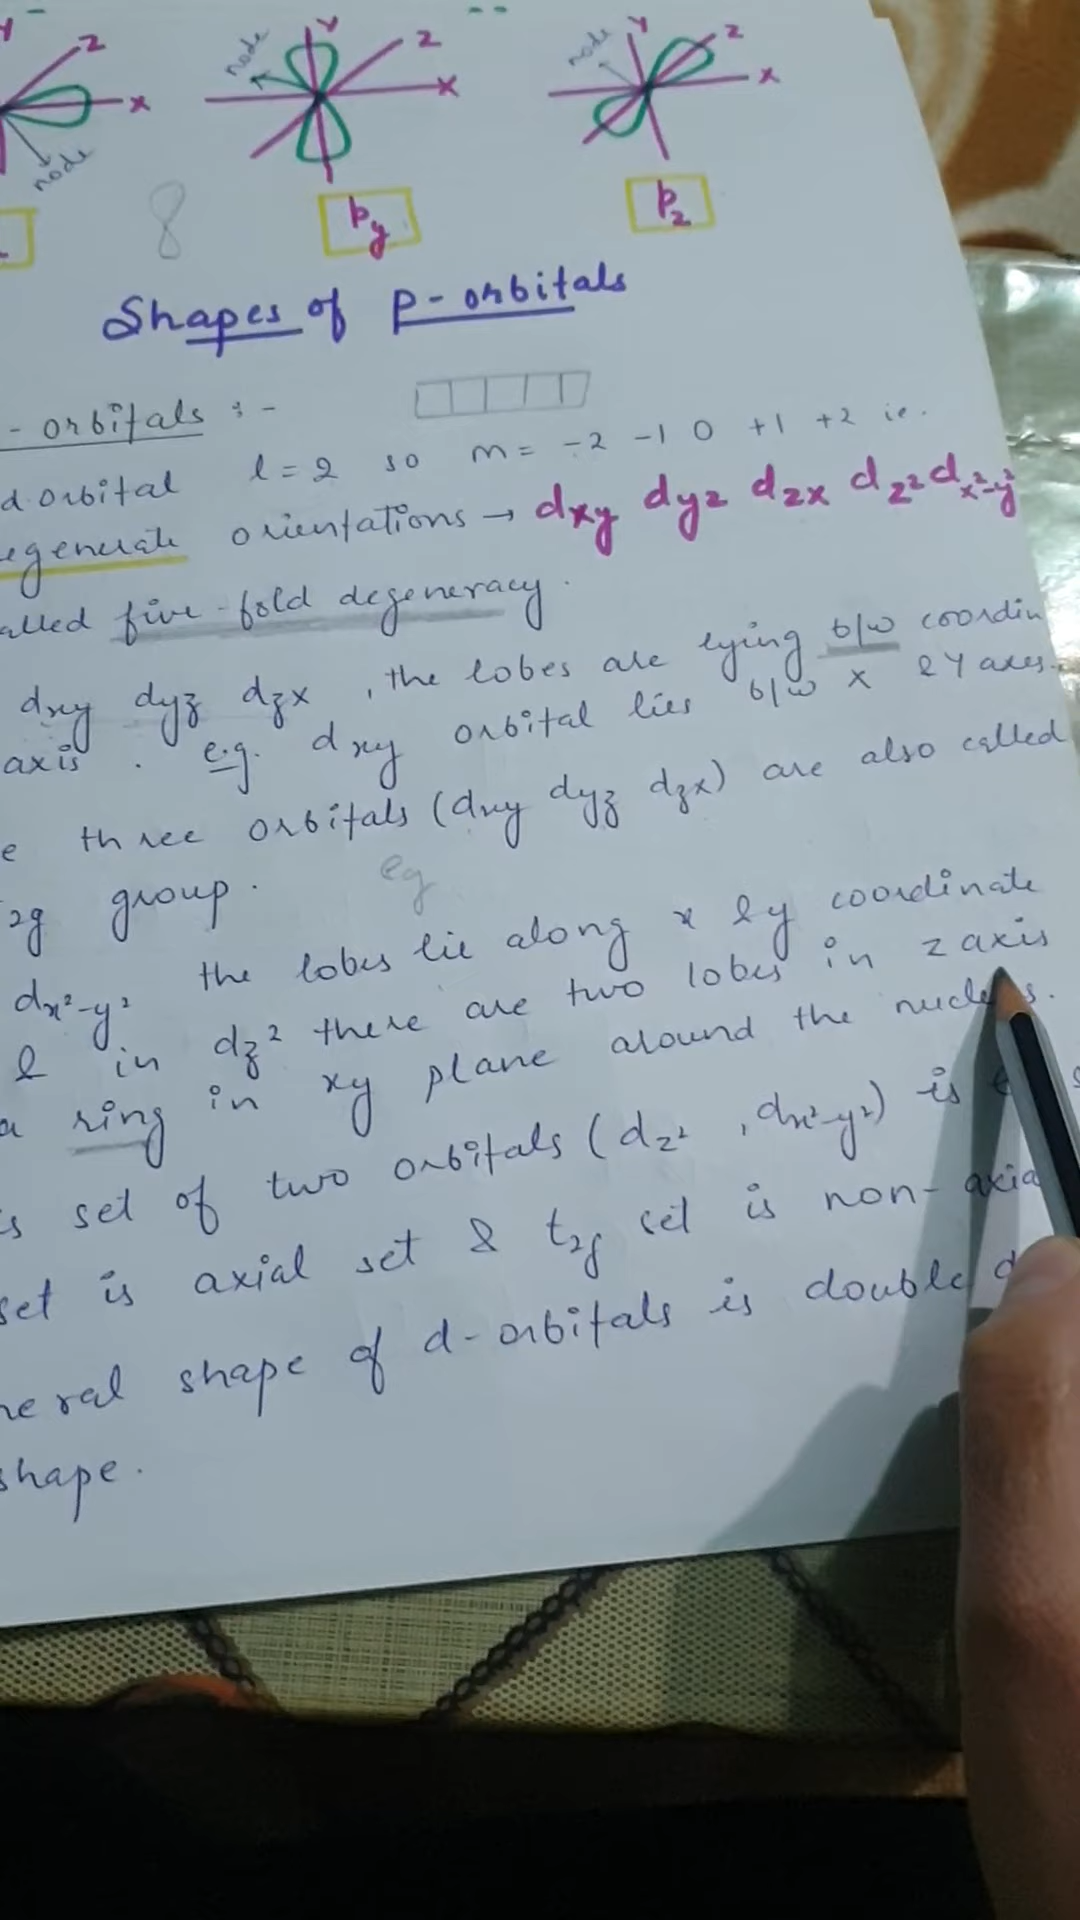 Y Z X node
node Y Z X
node Y Z X
py
pz
Shapes of p-orbitals
- orbitals :-
d.orbital l=2 so m= -2 -1 0 +1 +2 ie.
egenerate orientations → dxy dyz dzx dz² dx²-y²
alled five-fold degeneracy.
dxy dyz dzx , the lobes are lying b/w coordin
axis . e.g. dxy orbital lies b/w x & y axes.
e three orbitals (dxy dyz dzx) are also called
2g group. eg
dx²-y² the lobes lie along x & y coordinate
& in dz² there are two lobes in z axis
a ring in xy plane around the nucleus.
is set of two orbitals (dz² , dx²-y²) is
set is axial set & t2g set is non-axia
neral shape of d-orbitals is double d
shape.